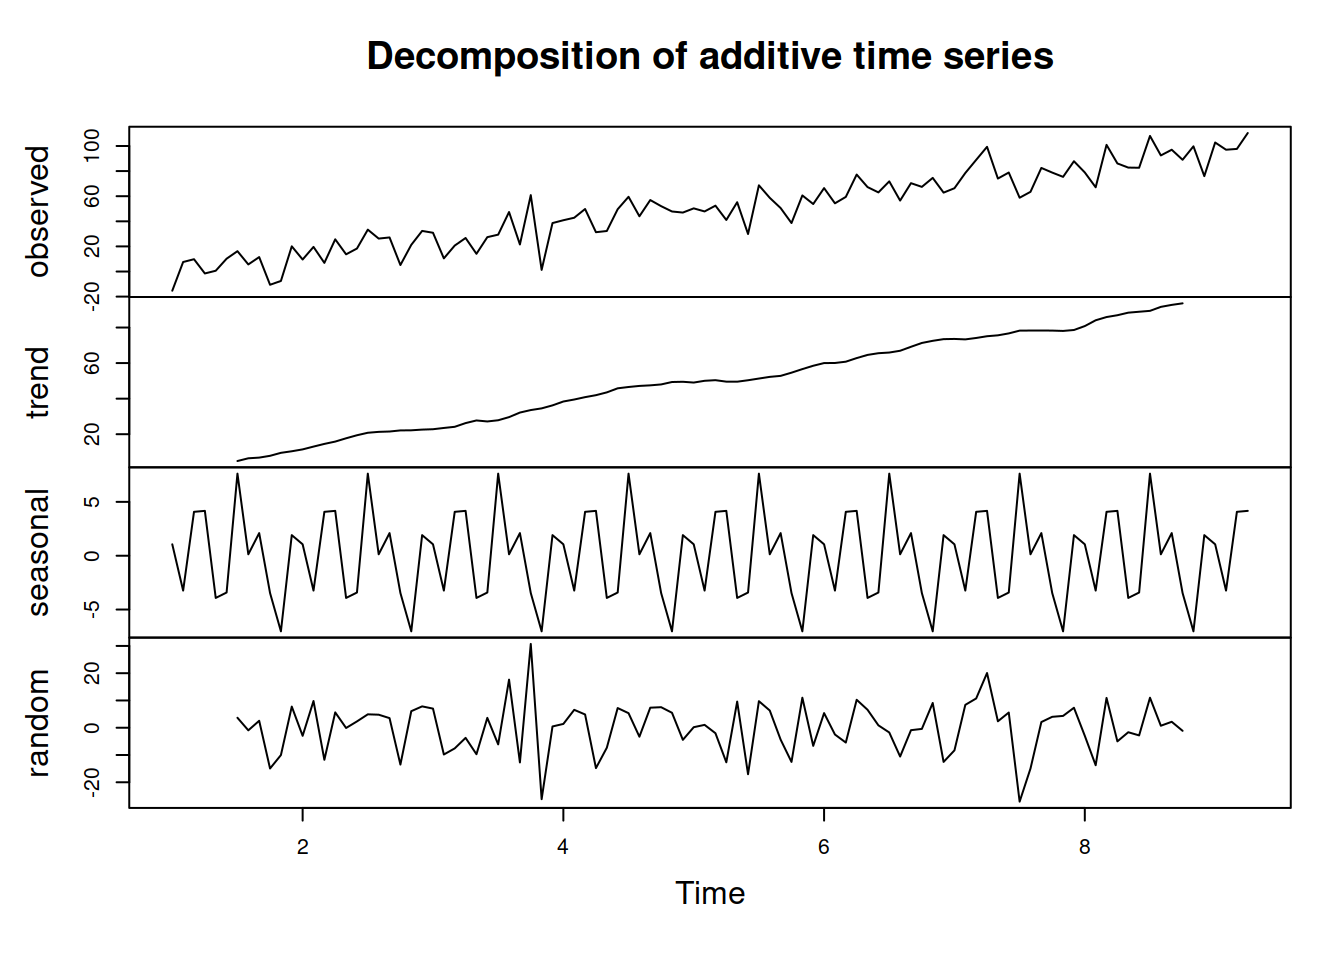 Decomposition of additive time series
observed
-20 20 60 100
trend
20 60
seasonal
-5 0 5
random
-20 0 20
2 4 6 8
Time